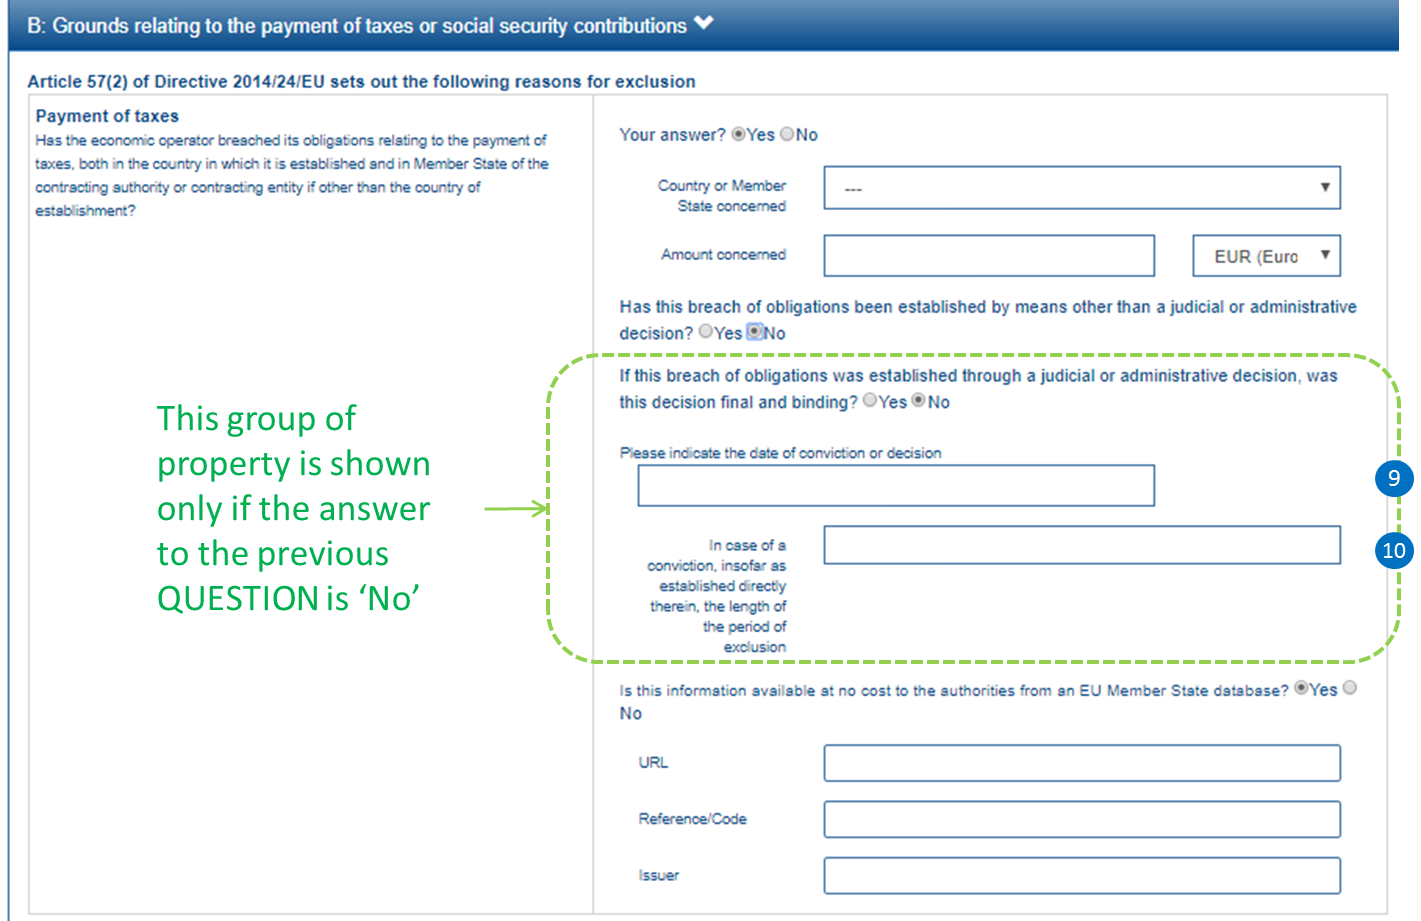 B: Grounds relating to the payment of taxes or social security contributions
Article 57(2) of Directive 2014/24/EU sets out the following reasons for exclusion
Payment of taxes
Has the economic operator breached its obligations relating to the payment of
taxes, both in the country in which it is established and in Member State of the
contracting authority or contracting entity if other than the country of
establishment?
Your answer? Yes No
Country or Member
State concerned
---
Amount concerned
EUR (Euro
Has this breach of obligations been established by means other than a judicial or administrative
decision? Yes No
If this breach of obligations was established through a judicial or administrative decision, was
this decision final and binding? Yes No
Please indicate the date of conviction or decision
9
In case of a
conviction, insofar as
established directly
therein, the length of
the period of
exclusion
10
This group of
property is shown
only if the answer
to the previous
QUESTION is ‘No’
Is this information available at no cost to the authorities from an EU Member State database? Yes
No
URL
Reference/Code
Issuer